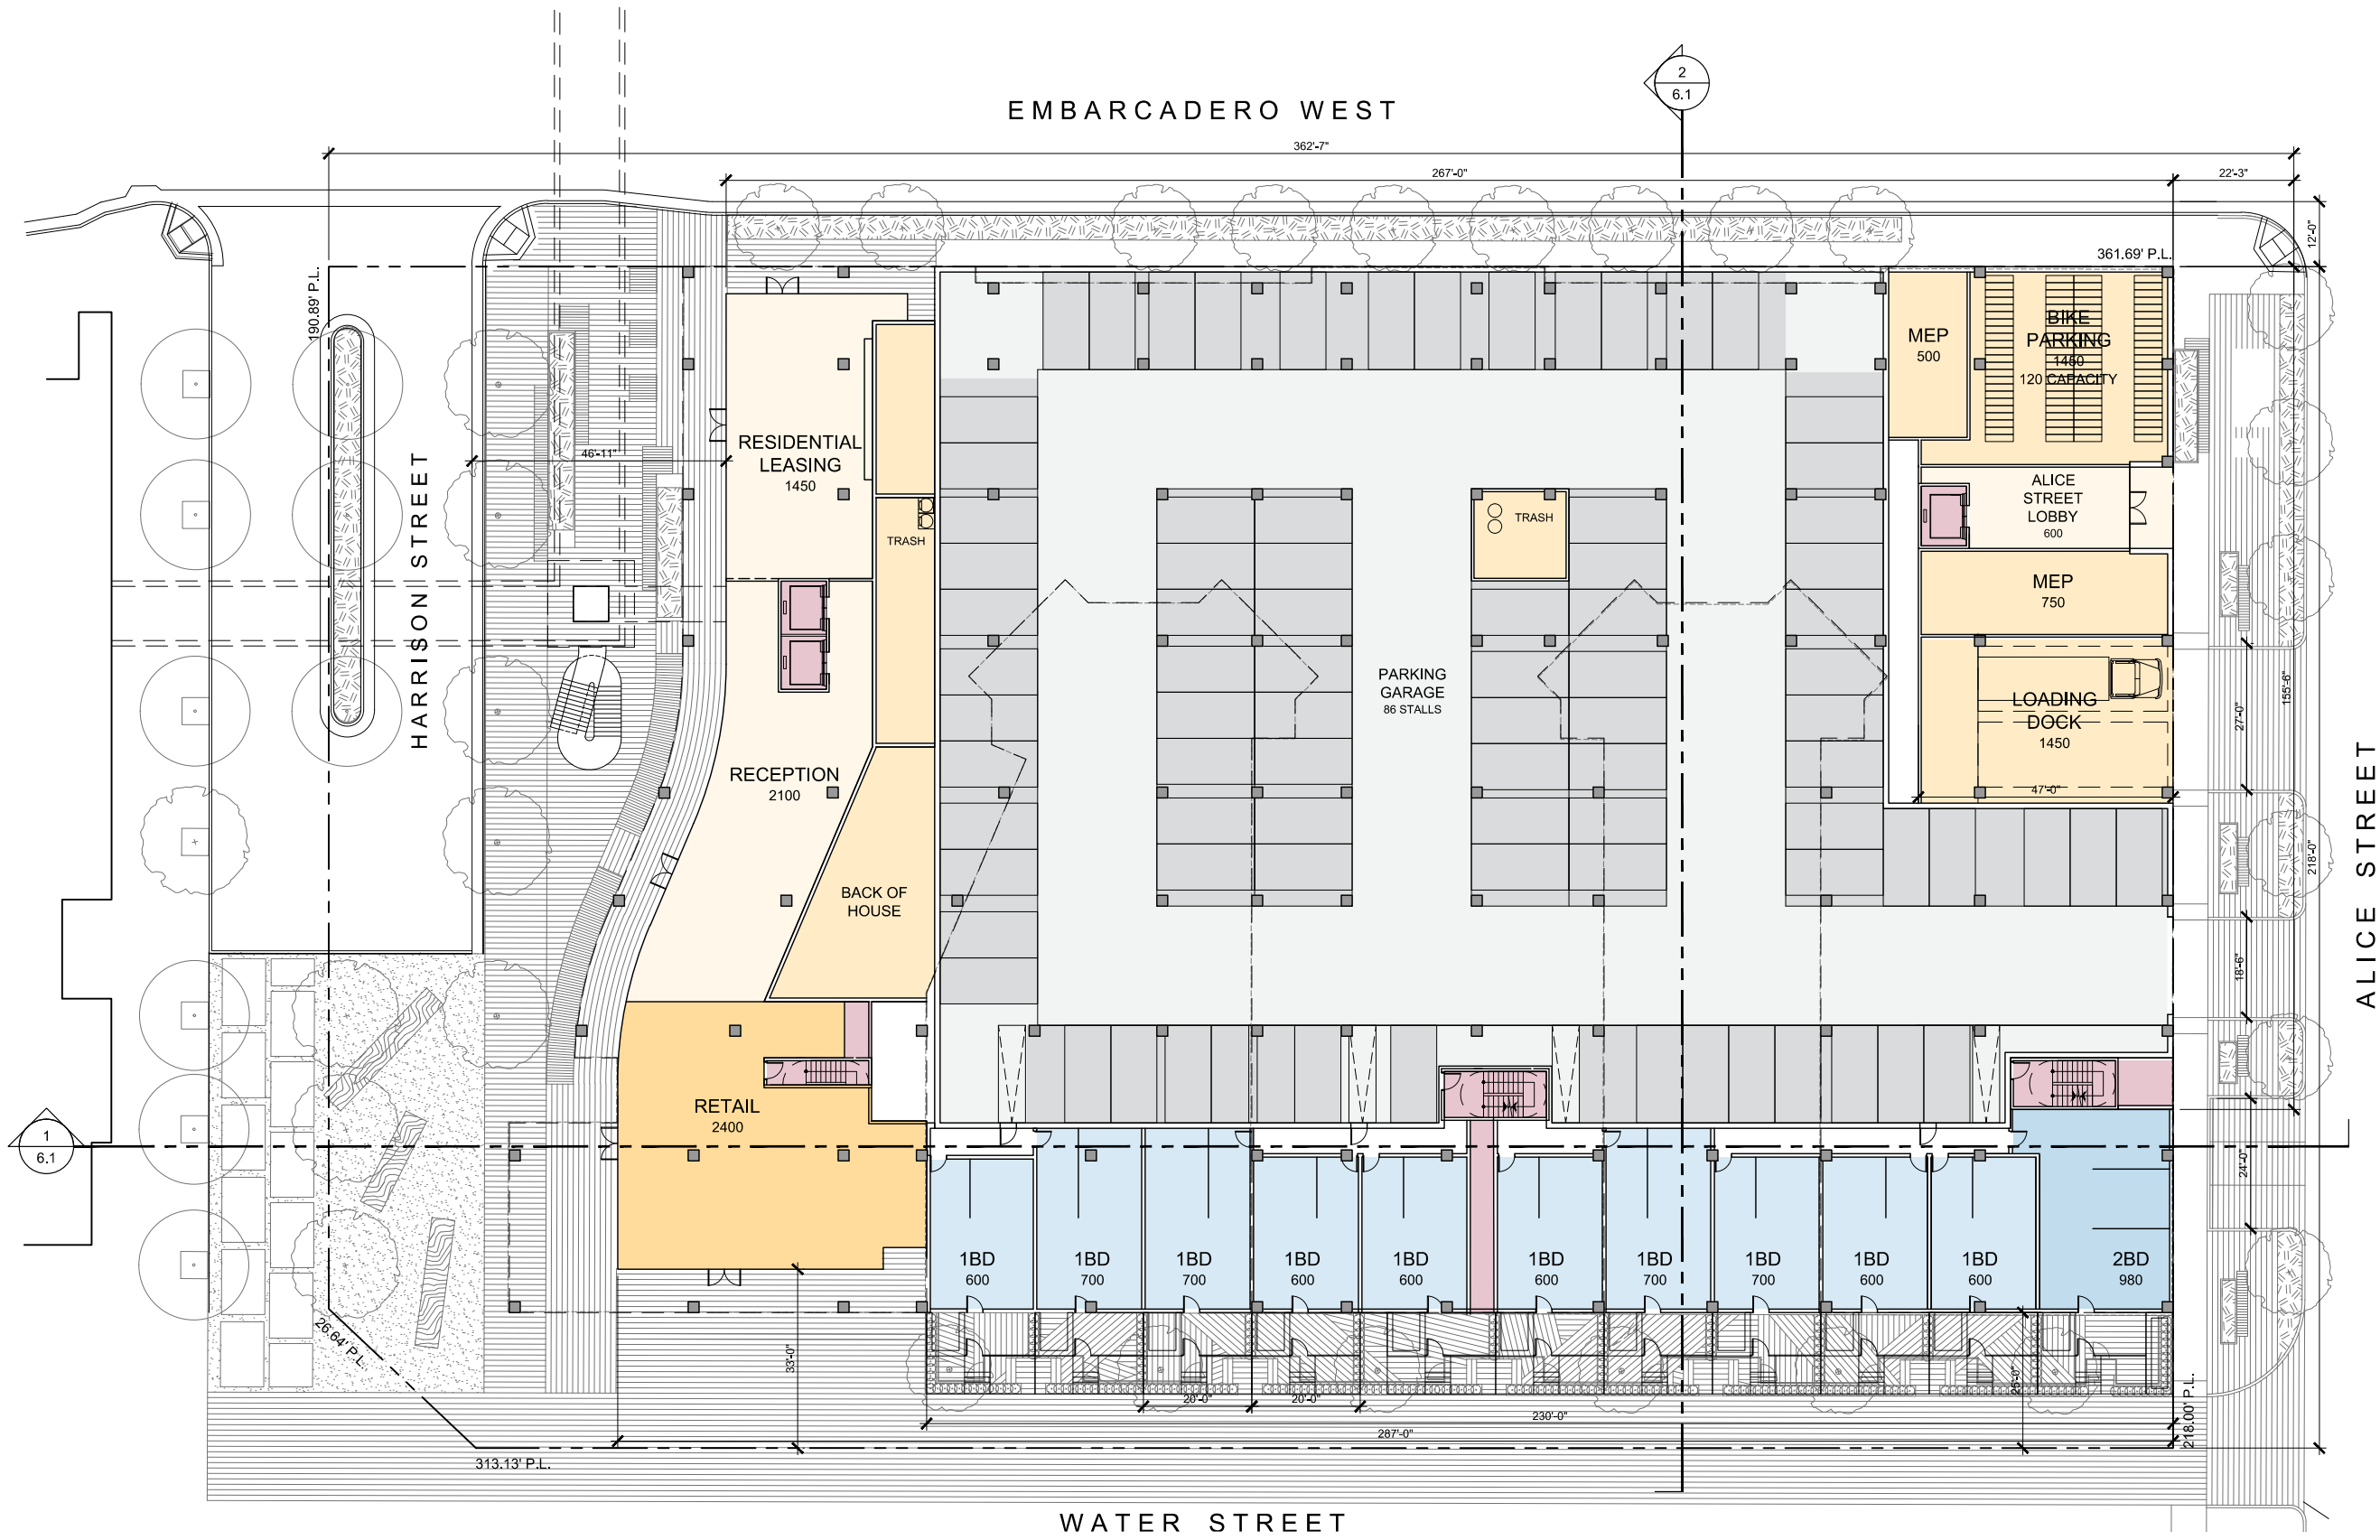 2
6.1
EMBARCADERO WEST
362'-7"
267'-0"
22'-3"
12'-0"
361.69' P.L.
190.89' P.L.
MEP
500
BIKE
PARKING
1450
120 CAPACITY
RESIDENTIAL
LEASING
1450
46'-11"
HARRISON STREET
TRASH
TRASH
ALICE
STREET
LOBBY
600
MEP
750
PARKING
GARAGE
86 STALLS
LOADING
DOCK
1450
47'-0"
27'-0"
155'-6"
RECEPTION
2100
ALICE STREET
218'-0"
BACK OF
HOUSE
18'-6"
RETAIL
2400
1
6.1
24'-0"
1BD
600
1BD
700
1BD
700
1BD
600
1BD
600
1BD
600
1BD
700
1BD
700
1BD
600
1BD
600
2BD
980
26.64' P.L.
33'-0"
25'-0"
20'-0"
20'-0"
230'-0"
287'-0"
218.00' P.L.
313.13' P.L.
WATER STREET